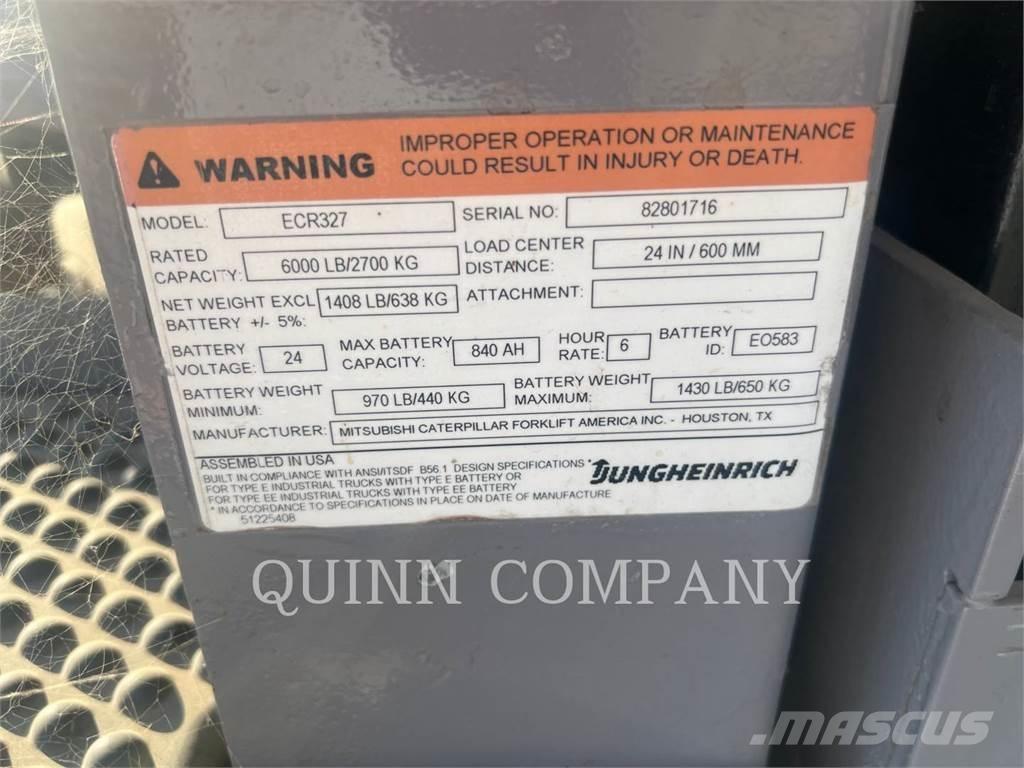 WARNING
IMPROPER OPERATION OR MAINTENANCE
COULD RESULT IN INJURY OR DEATH.
MODEL: ECR327 SERIAL NO: 82801716
RATED CAPACITY: 6000 LB/2700 KG LOAD CENTER DISTANCE: 24 IN / 600 MM
NET WEIGHT EXCL BATTERY +/- 5%: 1408 LB/638 KG ATTACHMENT:
BATTERY VOLTAGE: 24 MAX BATTERY CAPACITY: 840 AH HOUR RATE: 6 BATTERY ID: EO583
BATTERY WEIGHT MINIMUM: 970 LB/440 KG BATTERY WEIGHT MAXIMUM: 1430 LB/650 KG
MANUFACTURER: MITSUBISHI CATERPILLAR FORKLIFT AMERICA INC. - HOUSTON, TX
ASSEMBLED IN USA
BUILT IN COMPLIANCE WITH ANSI/ITSDF B56.1 DESIGN SPECIFICATIONS *
FOR TYPE E INDUSTRIAL TRUCKS WITH TYPE E BATTERY OR
FOR TYPE EE INDUSTRIAL TRUCKS WITH TYPE EE BATTERY
* IN ACCORDANCE TO SPECIFICATIONS IN PLACE ON DATE OF MANUFACTURE
51225408
JUNGHEINRICH
QUINN COMPANY
MASCUS